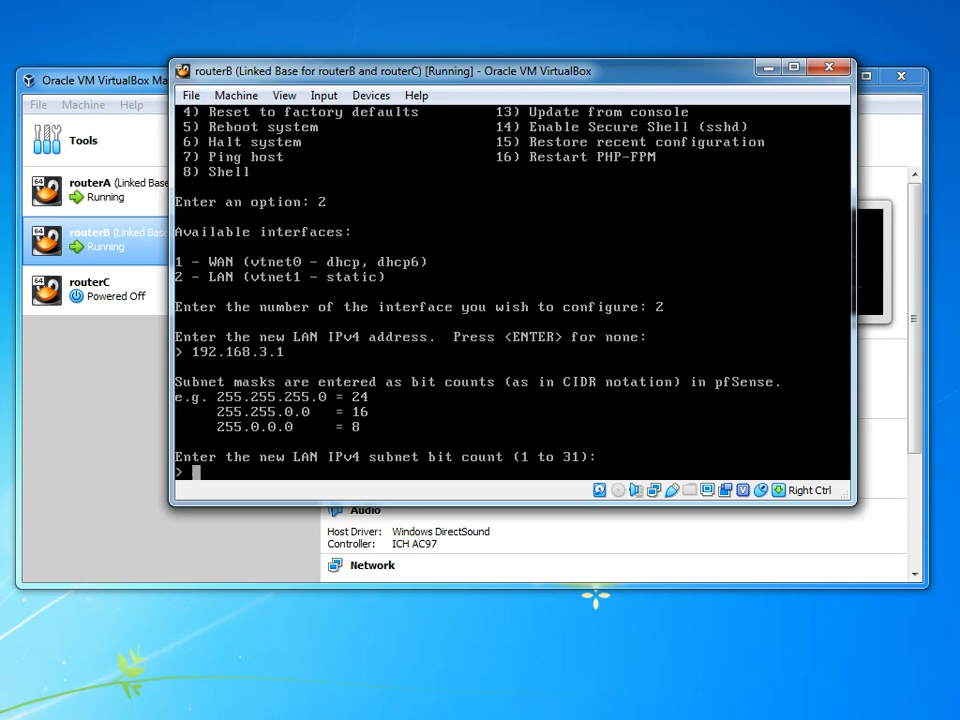 Oracle VM VirtualBox Ma
File Machine Help
Tools
routerA (Linked Base
Running
routerB (Linked Base
Running
routerC
Powered Off
routerB (Linked Base for routerB and routerC) [Running] - Oracle VM VirtualBox
File Machine View Input Devices Help
4) Reset to factory defaults 13) Update from console
5) Reboot system 14) Enable Secure Shell (sshd)
6) Halt system 15) Restore recent configuration
7) Ping host 16) Restart PHP-FPM
8) Shell
Enter an option: 2
Available interfaces:
1 - WAN (vtnet0 - dhcp, dhcp6)
2 - LAN (vtnet1 - static)
Enter the number of the interface you wish to configure: 2
Enter the new LAN IPv4 address. Press <ENTER> for none:
> 192.168.3.1
Subnet masks are entered as bit counts (as in CIDR notation) in pfSense.
e.g. 255.255.255.0 = 24
255.255.0.0 = 16
255.0.0.0 = 8
Enter the new LAN IPv4 subnet bit count (1 to 31):
>
Right Ctrl
Audio
Host Driver: Windows DirectSound
Controller: ICH AC97
Network